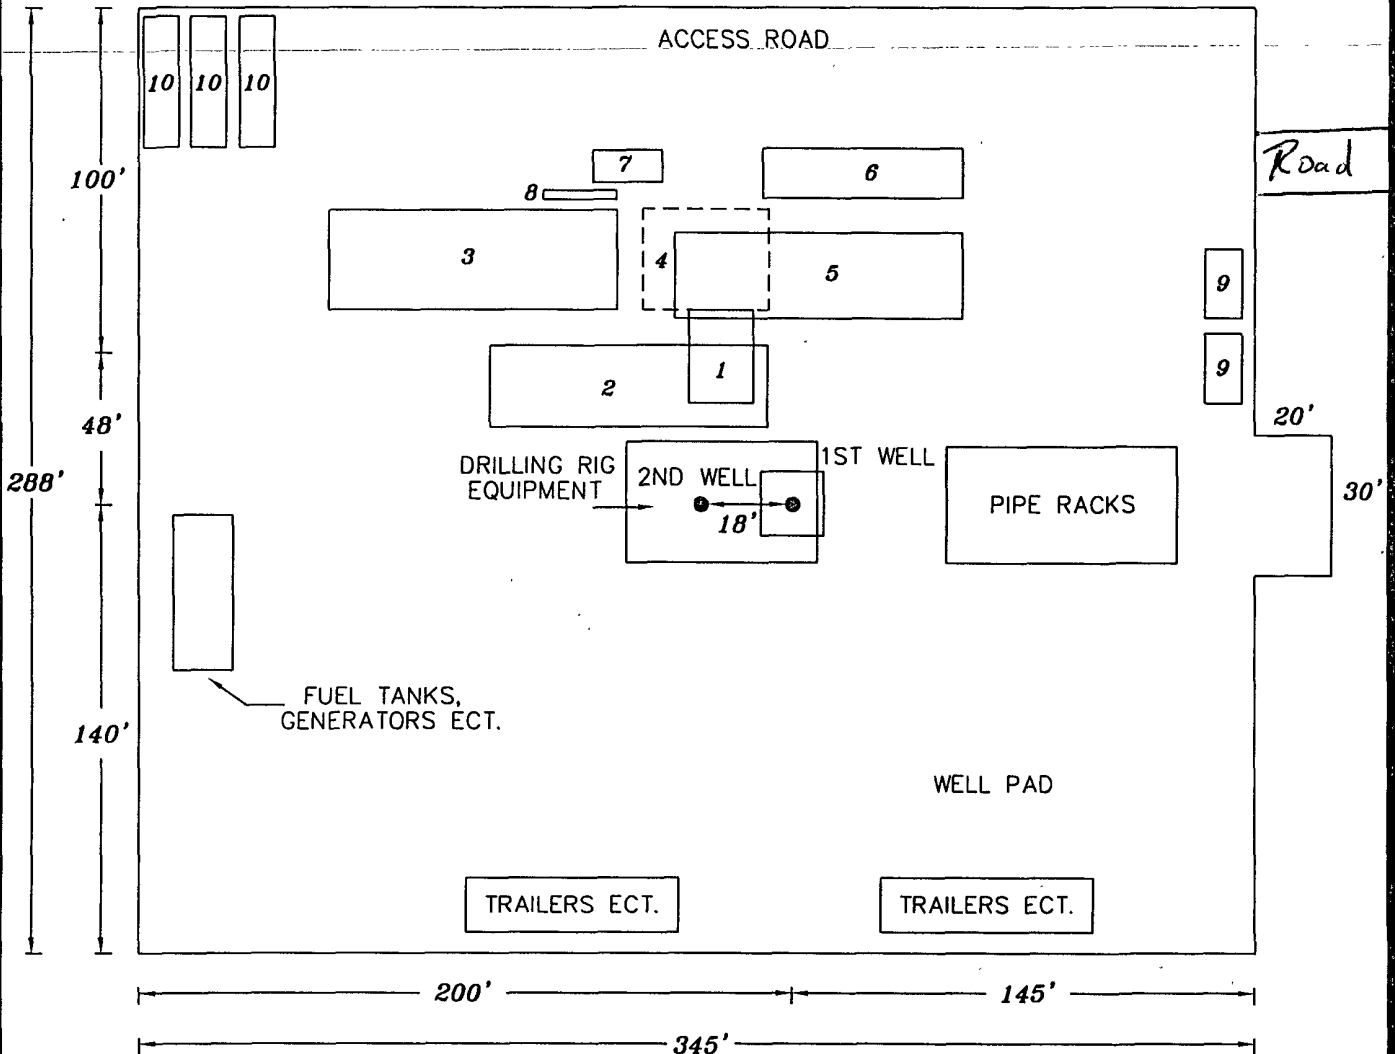 ACCESS ROAD
10 10 10
Road
100'
7
6
8
3
4
5
9
1
2
9
48'
20'
288'
DRILLING RIG
EQUIPMENT
2ND WELL
1ST WELL
18'
PIPE RACKS
30'
FUEL TANKS,
GENERATORS ECT.
140'
WELL PAD
TRAILERS ECT.
TRAILERS ECT.
200'
145'
345'